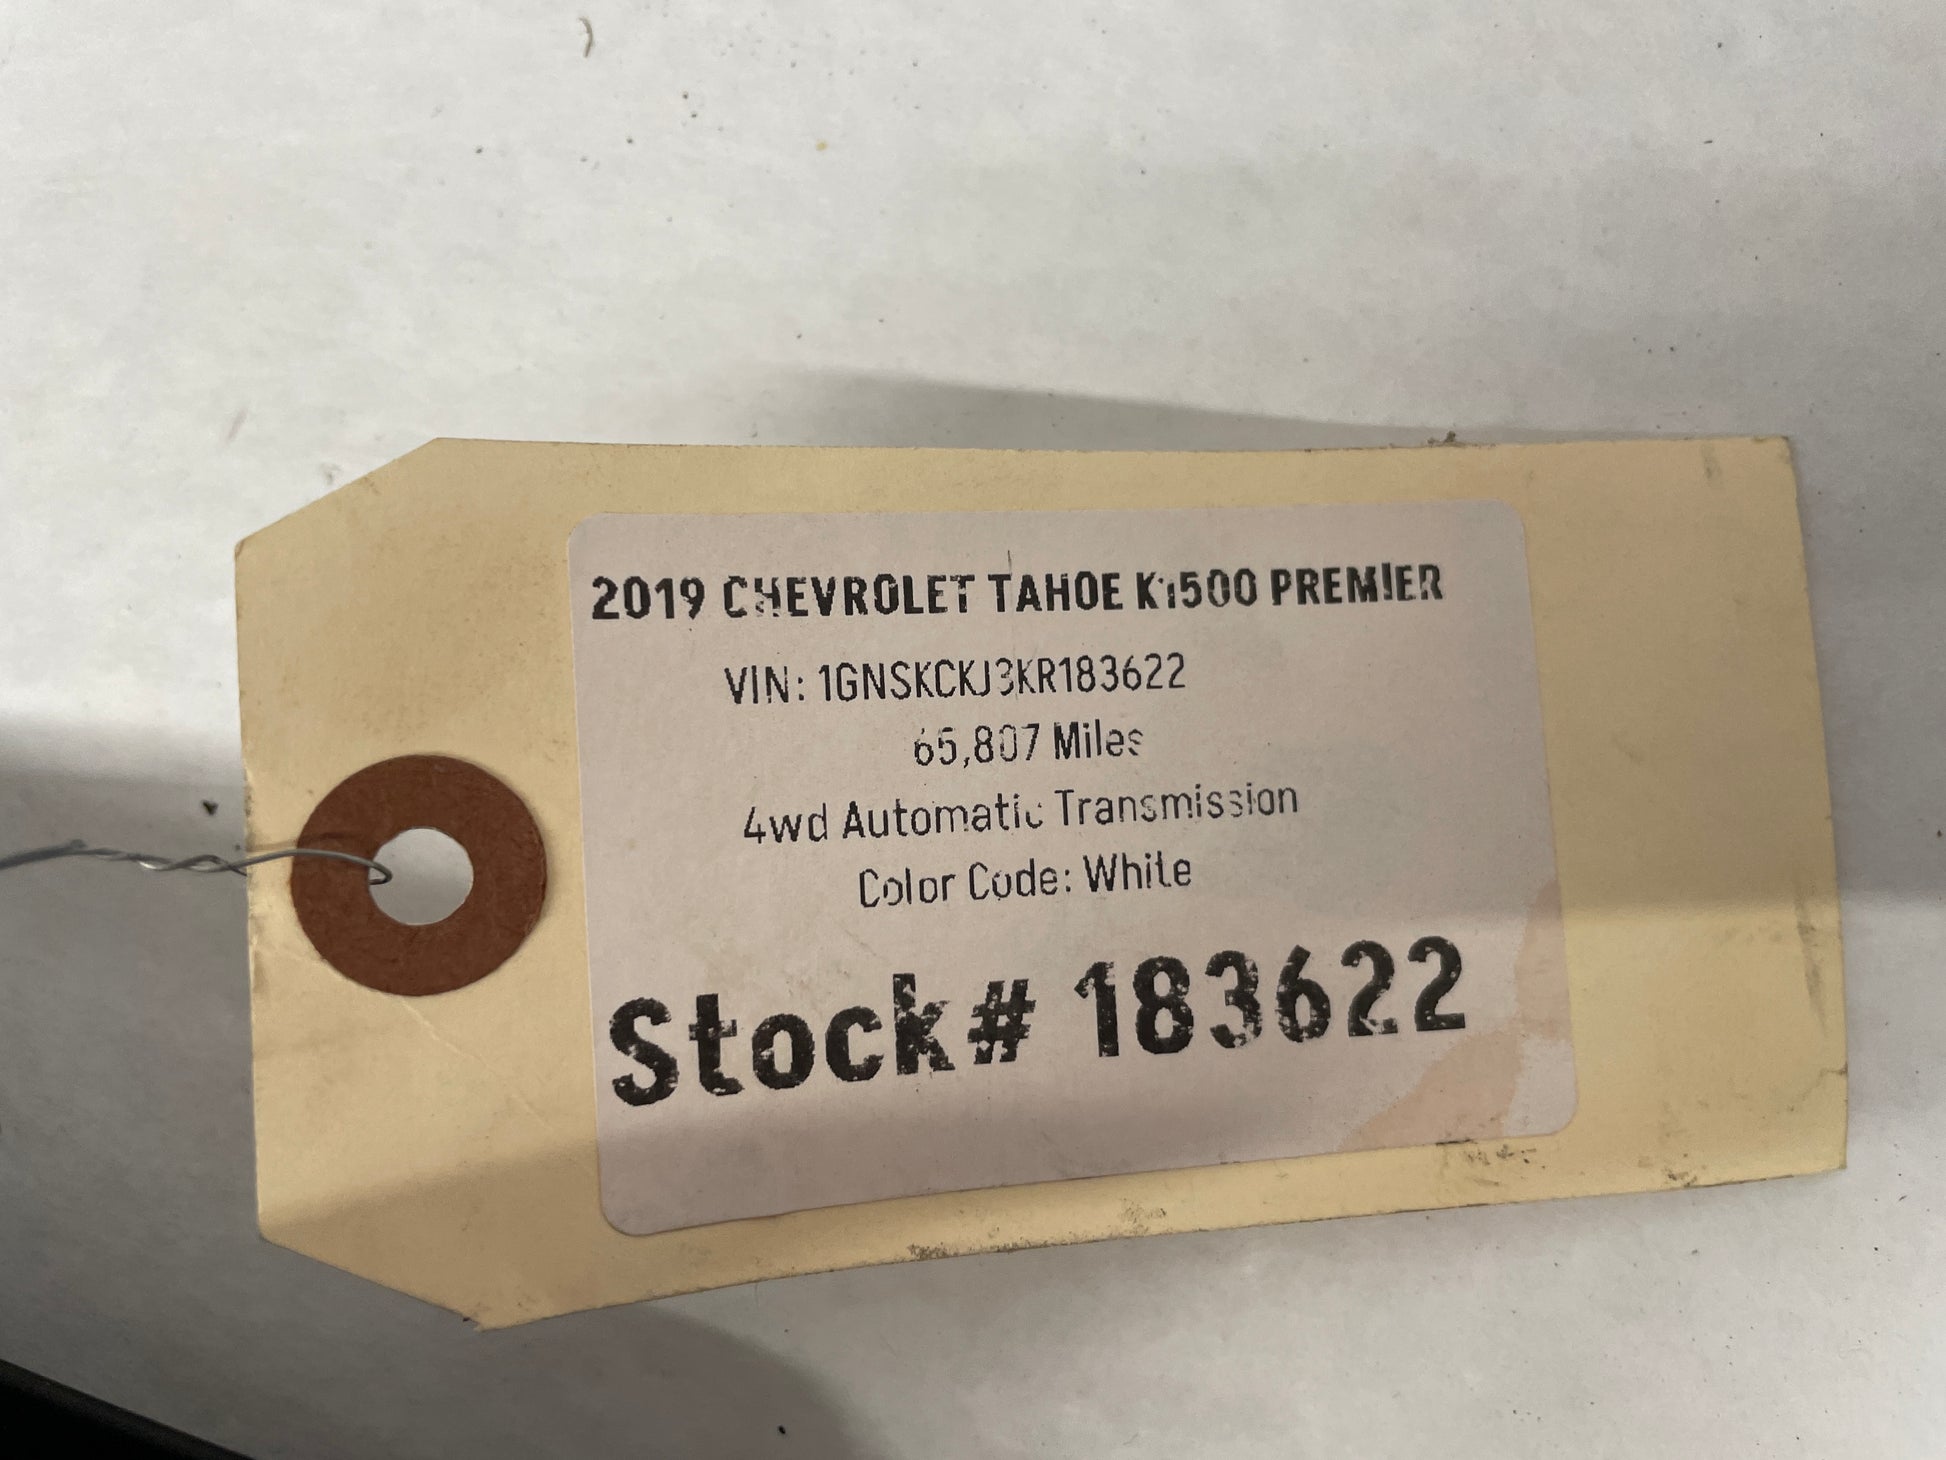 2019 CHEVROLET TAHOE K1500 PREMIER
VIN: 1GNSKCKJ3KR183622
65,807 Miles
4wd Automatic Transmission
Color Code: White
Stock# 183622